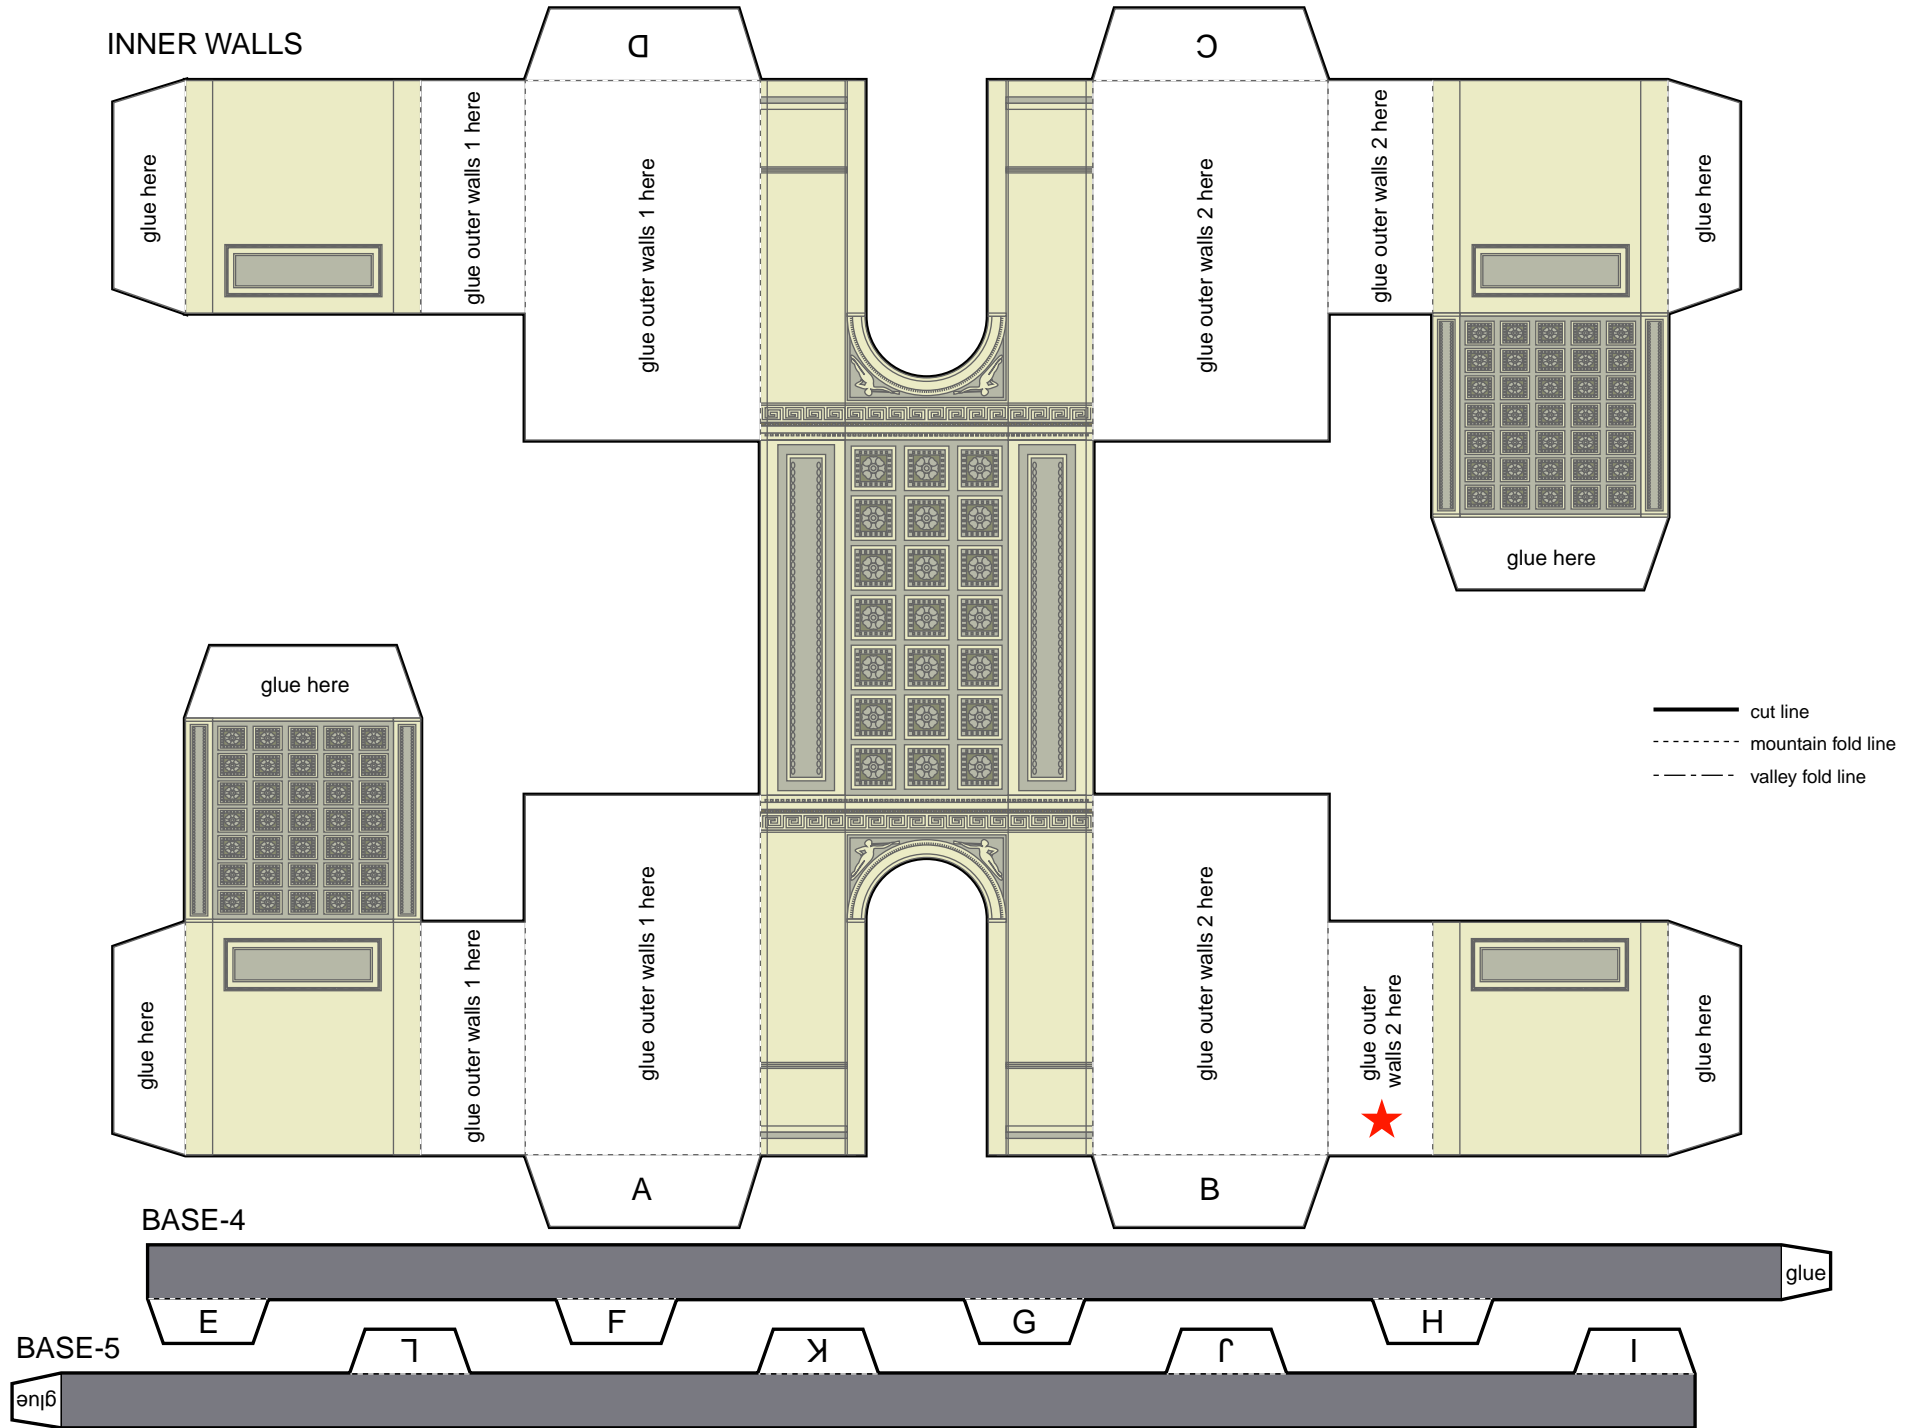 INNER WALLS
D
C
glue here
glue outer walls 1 here
glue outer walls 1 here
glue outer walls 2 here
glue outer walls 2 here
glue here
glue here
glue here
cut line
mountain fold line
valley fold line
glue here
glue outer walls 1 here
glue outer walls 1 here
glue outer walls 2 here
glue outer
walls 2 here
glue here
A
B
BASE-4
glue
E
F
G
H
BASE-5
L
K
J
I
glue